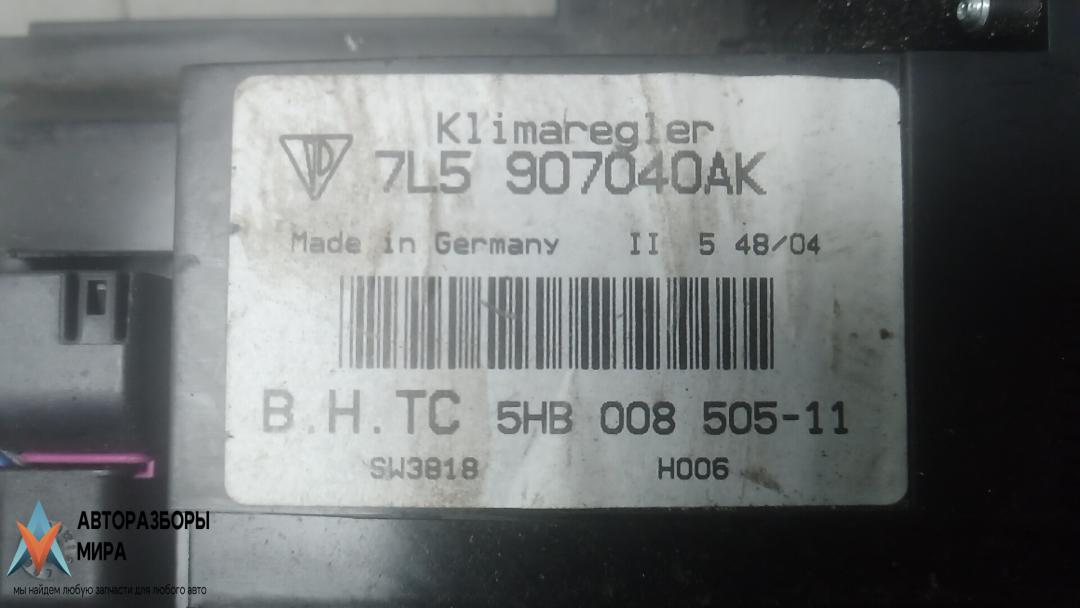 Klimaregler
7L5 907040AK
Made in Germany II 5 48/04
B.H.TC 5HB 008 505-11
SW3818 H006
АВТОРАЗБОРЫ
МИРА
мы найдем любую запчасти для любого авто